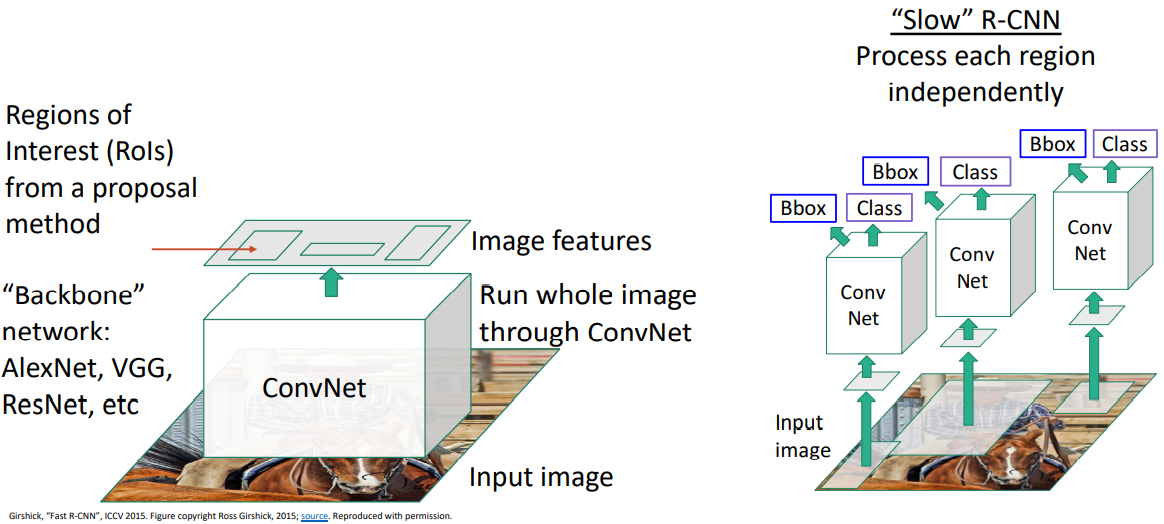 Regions of
Interest (RoIs)
from a proposal
method
Image features
“Backbone”
network:
AlexNet, VGG,
ResNet, etc
Run whole image
through ConvNet
ConvNet
Input image
Girshick, “Fast R-CNN”, ICCV 2015. Figure copyright Ross Girshick, 2015; source. Reproduced with permission.
“Slow” R-CNN
Process each region
independently
Bbox Class
Bbox Class
Bbox Class
Conv
Net
Conv
Net
Conv
Net
Input
image